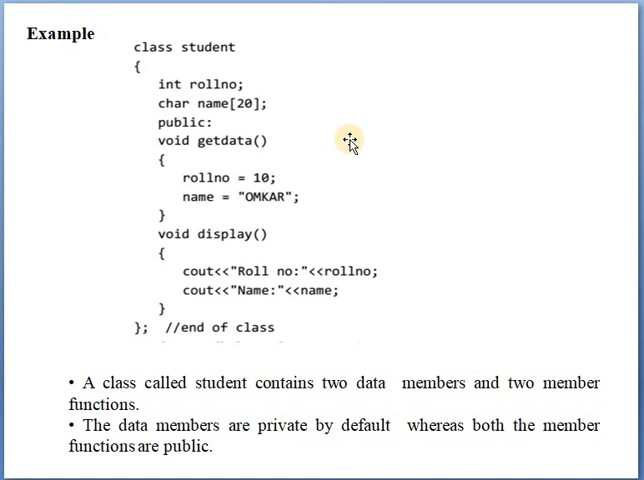 Example
class student
{
int rollno;
char name[20];
public:
void getdata()
{
rollno = 10;
name = "OMKAR";
}
void display()
{
cout<<"Roll no:"<<rollno;
cout<<"Name:"<<name;
}
}; //end of class
• A class called student contains two data members and two member
functions.
• The data members are private by default whereas both the member
functions are public.